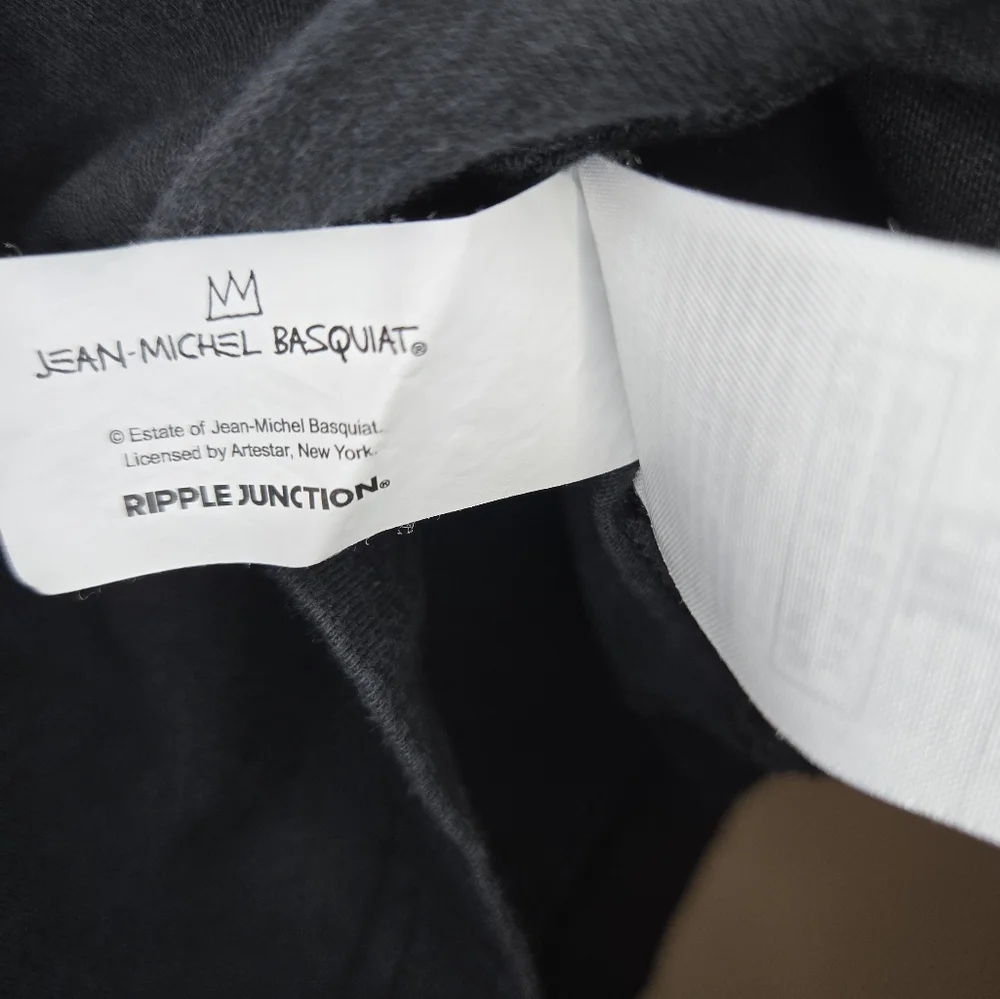 JEAN-MICHEL BASQUIAT®
© Estate of Jean-Michel Basquiat.
Licensed by Artestar, New York.
RIPPLE JUNCTION®